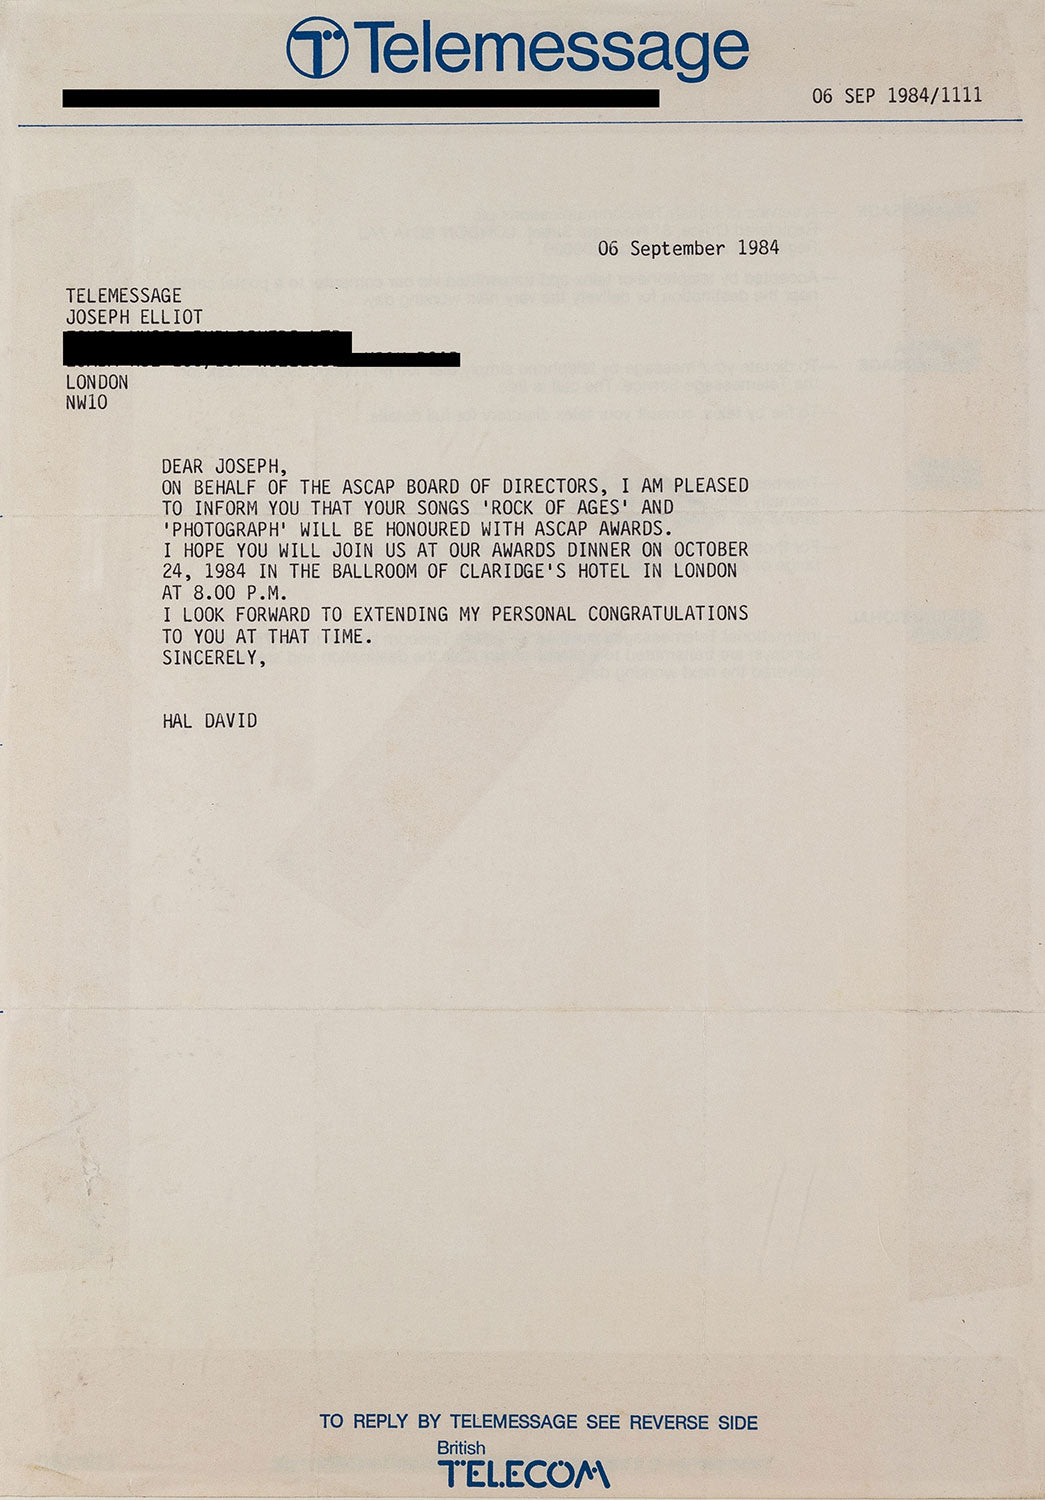 Telemessage
06 SEP 1984/1111
06 September 1984
TELEMESSAGE
JOSEPH ELLIOT
LONDON
NW10
DEAR JOSEPH,
ON BEHALF OF THE ASCAP BOARD OF DIRECTORS, I AM PLEASED
TO INFORM YOU THAT YOUR SONGS 'ROCK OF AGES' AND
'PHOTOGRAPH' WILL BE HONOURED WITH ASCAP AWARDS.
I HOPE YOU WILL JOIN US AT OUR AWARDS DINNER ON OCTOBER
24, 1984 IN THE BALLROOM OF CLARIDGE'S HOTEL IN LONDON
AT 8.00 P.M.
I LOOK FORWARD TO EXTENDING MY PERSONAL CONGRATULATIONS
TO YOU AT THAT TIME.
SINCERELY,
HAL DAVID
TO REPLY BY TELEMESSAGE SEE REVERSE SIDE
British
TELECOM